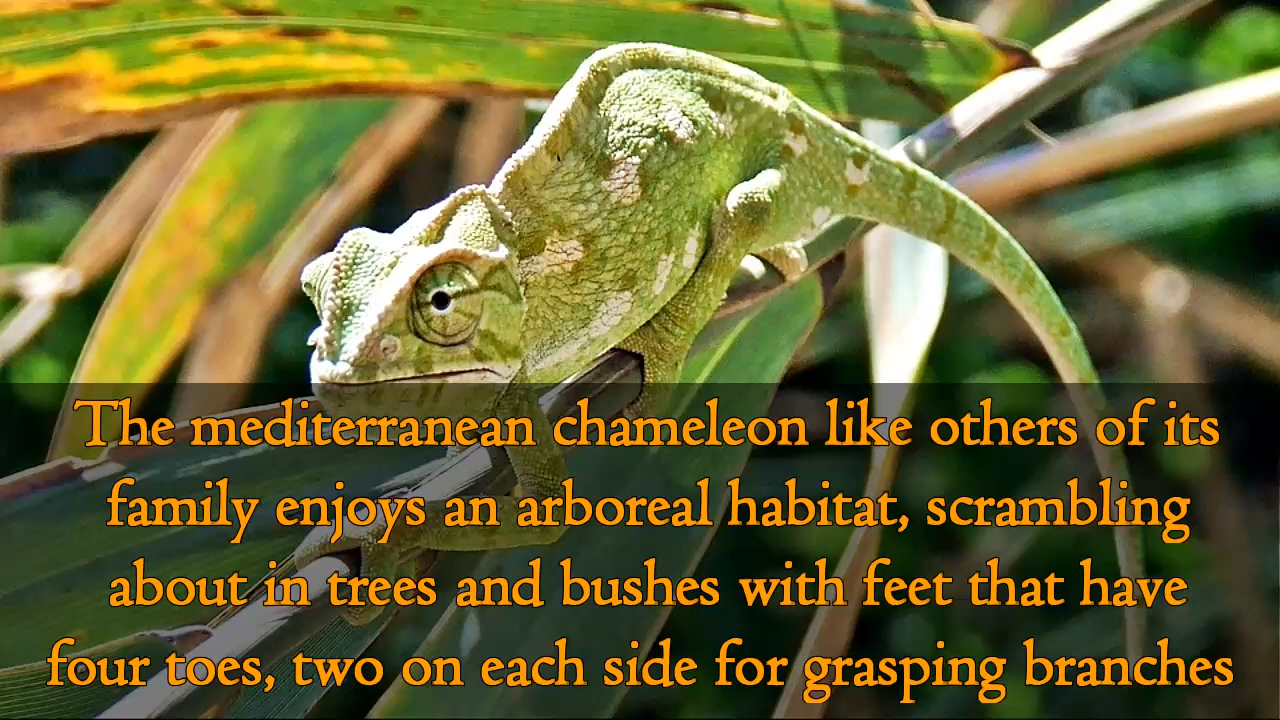 The mediterranean chameleon like others of its
family enjoys an arboreal habitat, scrambling
about in trees and bushes with feet that have
four toes, two on each side for grasping branches